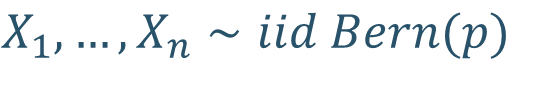 X₁, ..., Xₙ ~ iid Bern(p)